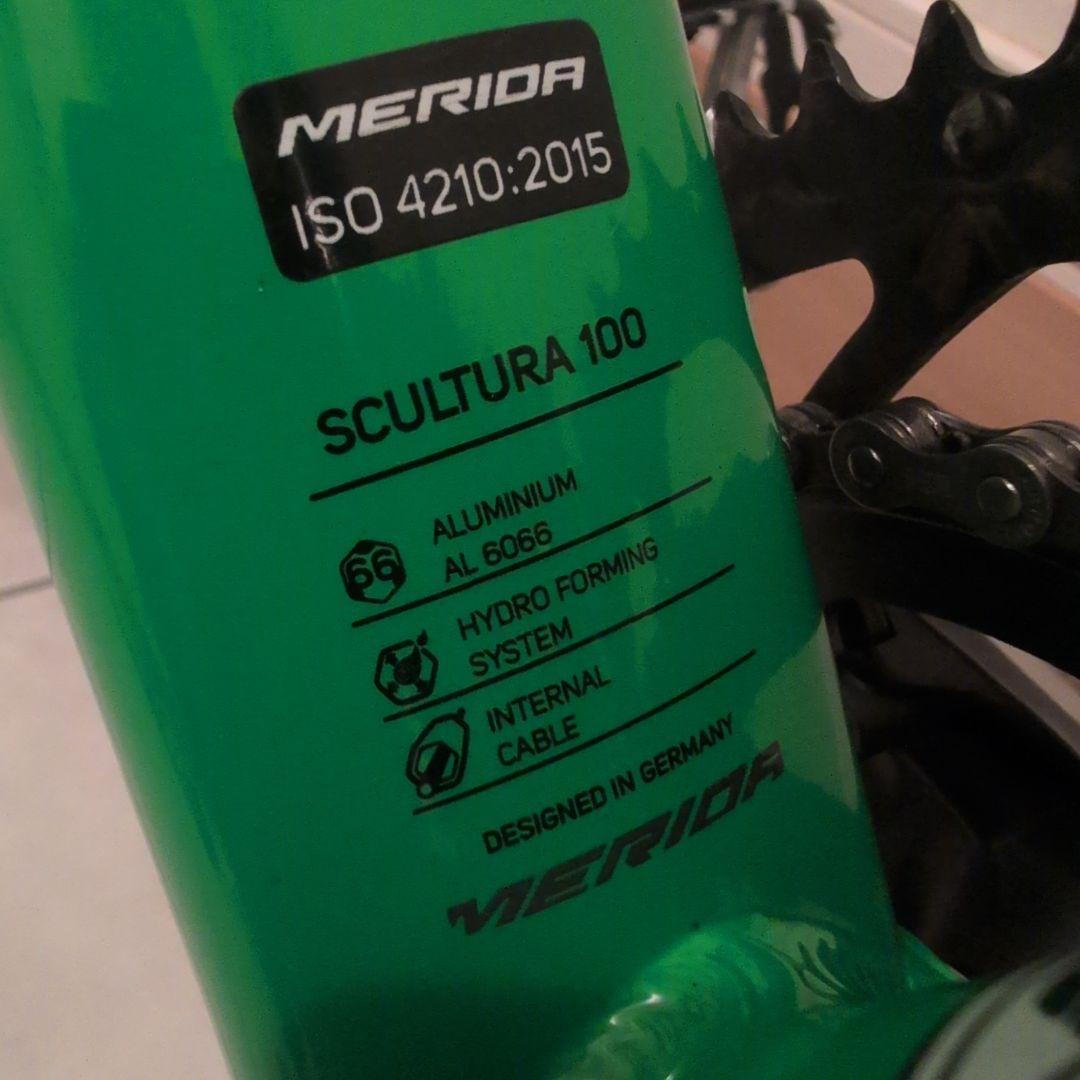 MERIDA
ISO 4210:2015
SCULTURA 100
66
ALUMINIUM
AL 6066
HYDRO FORMING
SYSTEM
INTERNAL
CABLE
DESIGNED IN GERMANY
MERIDA